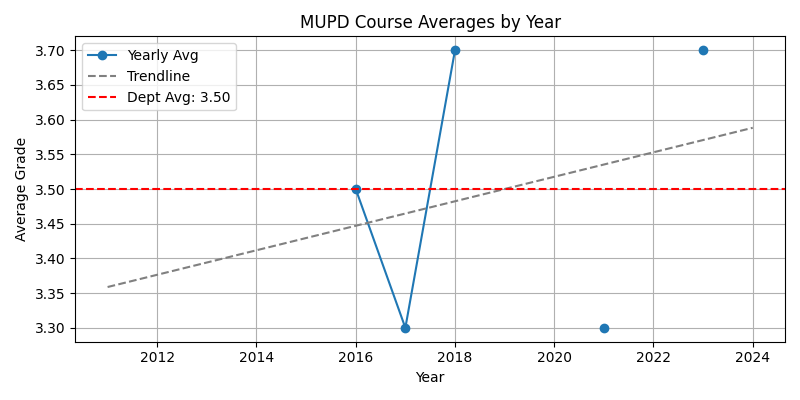 MUPD Course Averages by Year
Yearly Avg
Trendline
Dept Avg: 3.50
Average Grade
3.70
3.65
3.60
3.55
3.50
3.45
3.40
3.35
3.30
2012 2014 2016 2018 2020 2022 2024
Year